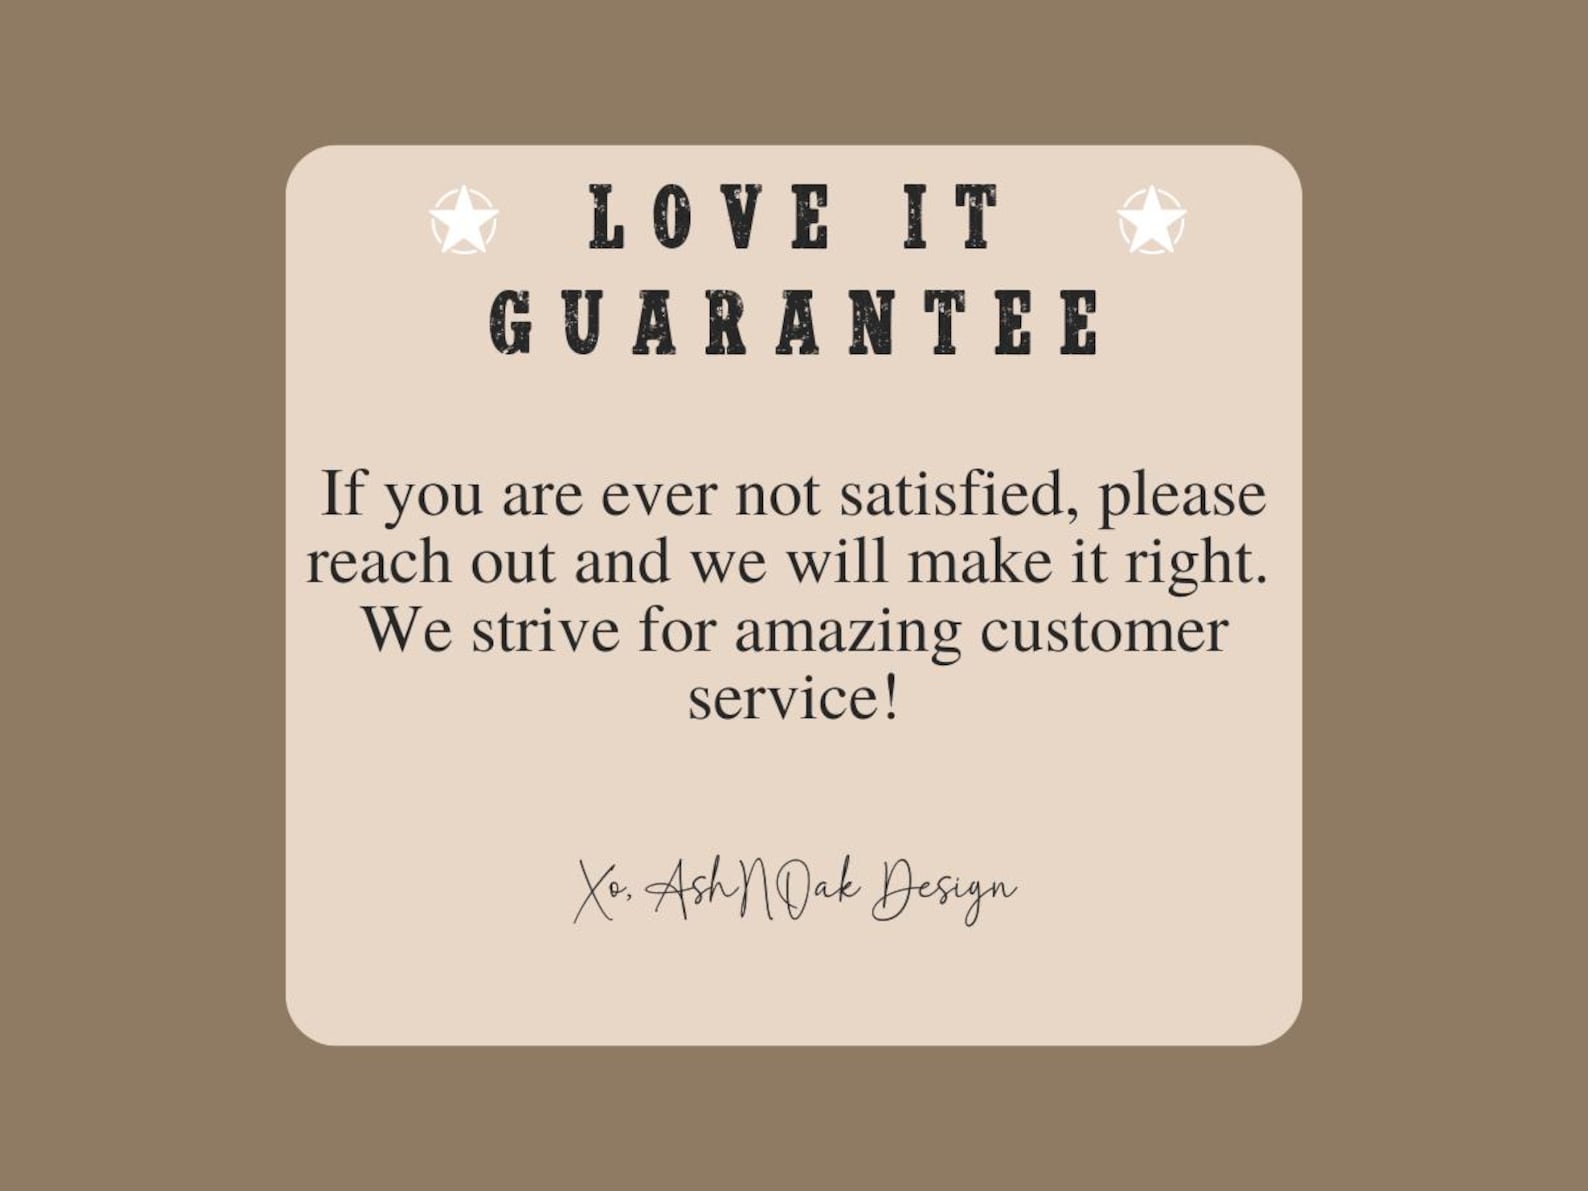 LOVE IT
GUARANTEE
If you are ever not satisfied, please
reach out and we will make it right.
We strive for amazing customer
service!
Xo, AshNOak Design